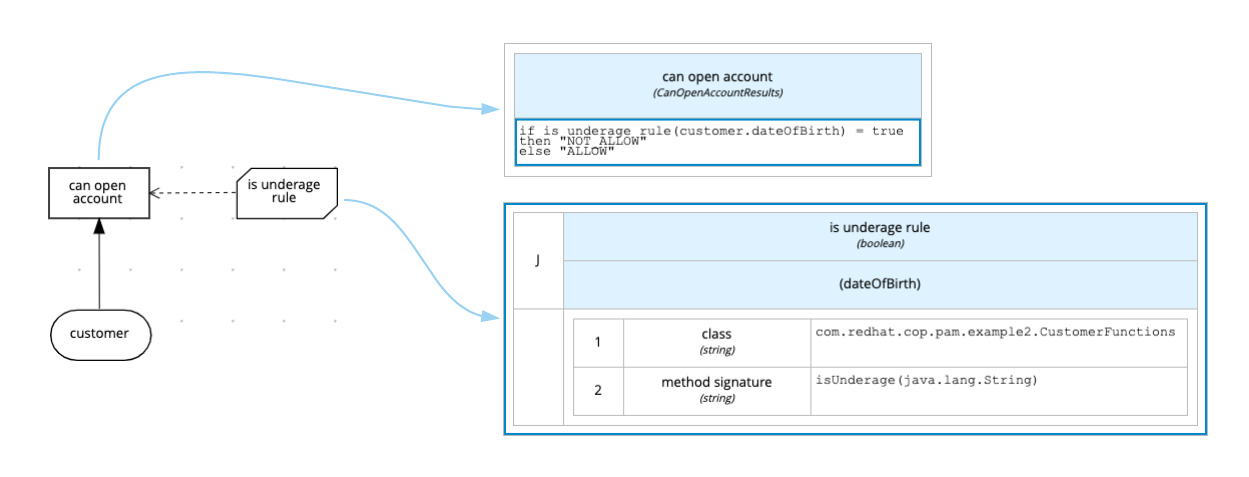 can open account
(CanOpenAccountResults)
if is underage rule(customer.dateOfBirth) = true
then "NOT_ALLOW"
else "ALLOW"
can open
account
is underage
rule
customer
J
is underage rule
(boolean)
(dateOfBirth)
1
class
(string)
com.redhat.cop.pam.example2.CustomerFunctions
2
method signature
(string)
isUnderage(java.lang.String)